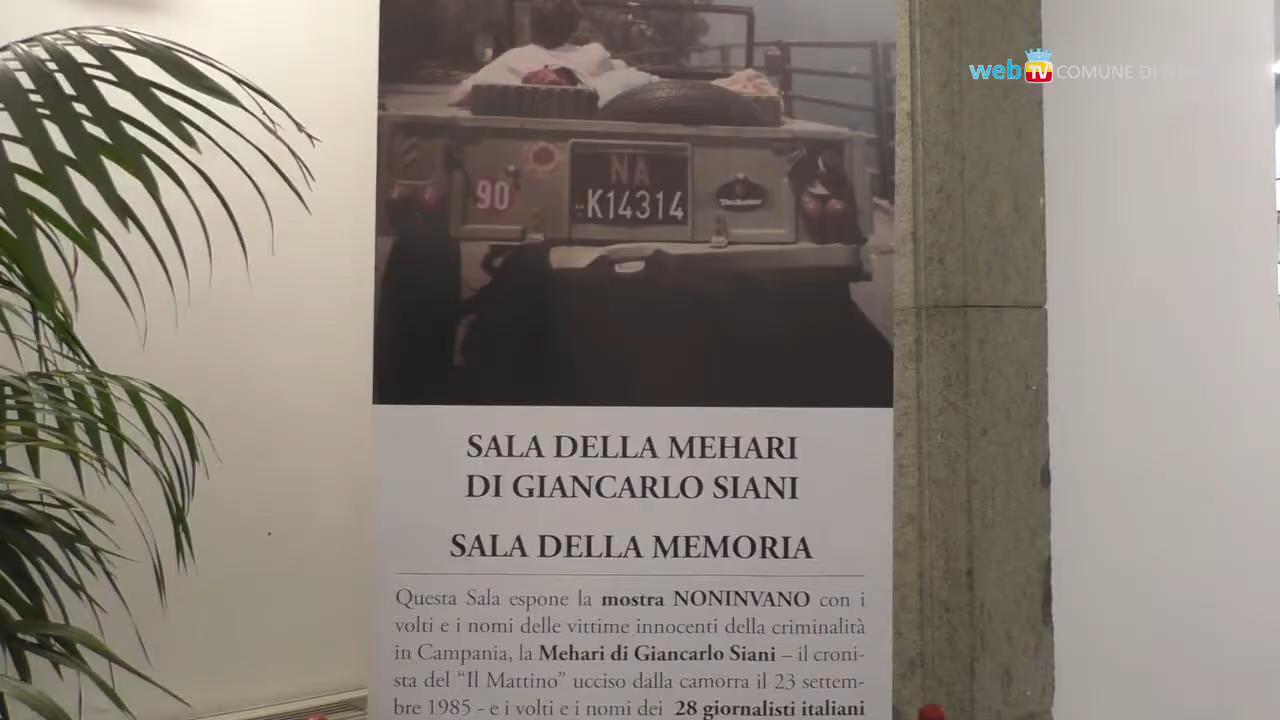 web TV COMUNE DI
NA
90
K14314
SALA DELLA MEHARI
DI GIANCARLO SIANI
SALA DELLA MEMORIA
Questa Sala espone la mostra NONINVANO con i
volti e i nomi delle vittime innocenti della criminalità
in Campania, la Mehari di Giancarlo Siani – il croni-
sta del “Il Mattino” ucciso dalla camorra il 23 settem-
bre 1985 - e i volti e i nomi dei 28 giornalisti italiani